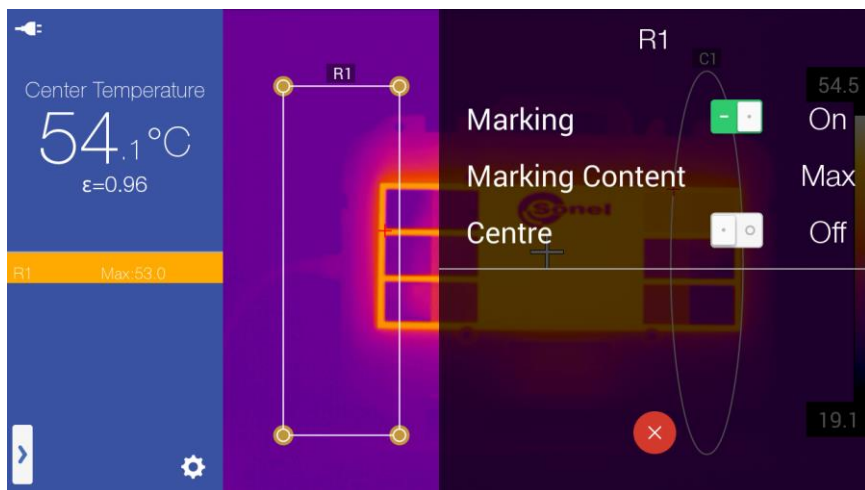 Center Temperature
54.1°C
ε=0.96
R1 Max:53.0
R1
R1
C1
54.5
Marking On
Marking Content Max
Sonel
Centre Off
19.1